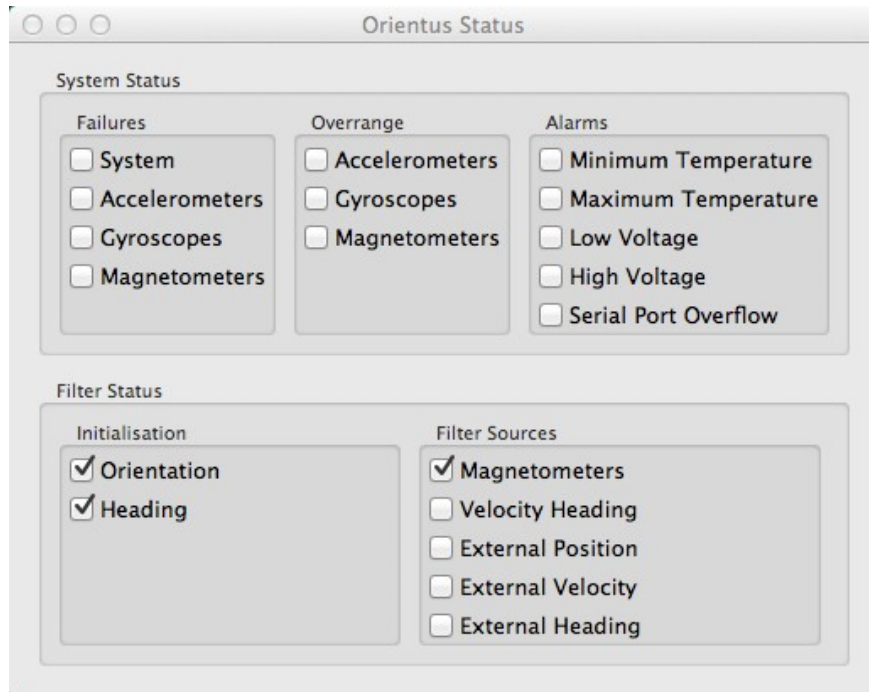 Orientus Status
System Status
Failures
System
Accelerometers
Gyroscopes
Magnetometers
Overrange
Accelerometers
Gyroscopes
Magnetometers
Alarms
Minimum Temperature
Maximum Temperature
Low Voltage
High Voltage
Serial Port Overflow
Filter Status
Initialisation
Orientation
Heading
Filter Sources
Magnetometers
Velocity Heading
External Position
External Velocity
External Heading